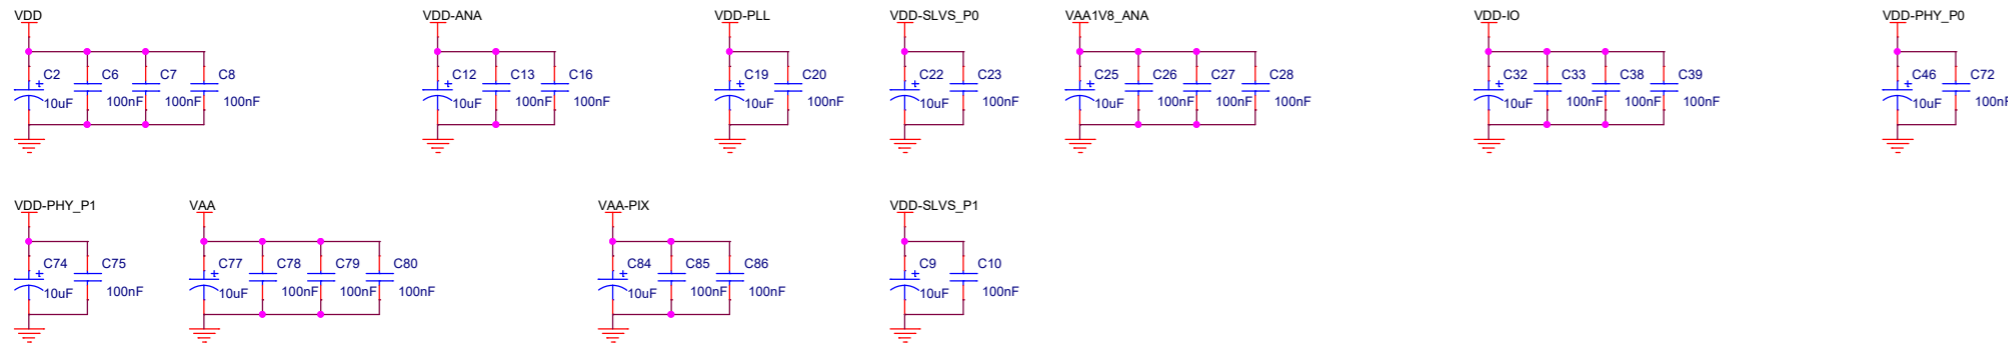 VDD VDD-ANA VDD-PLL VDD-SLVS_P0 VAA1V8_ANA VDD-IO VDD-PHY_P0
+ C2 C6 C7 C8 + C12 C13 C16 + C19 C20 + C22 C23 + C25 C26 C27 C28 + C32 C33 C38 C39 + C46 C72
10uF 100nF 100nF 100nF 10uF 100nF 100nF 10uF 100nF 10uF 100nF 10uF 100nF 100nF 100nF 10uF 100nF 100nF 100nF 10uF 100nF
VDD-PHY_P1 VAA VAA-PIX VDD-SLVS_P1
+ C74 C75 + C77 C78 C79 C80 + C84 C85 C86 + C9 C10
10uF 100nF 10uF 100nF 100nF 100nF 10uF 100nF 100nF 10uF 100nF